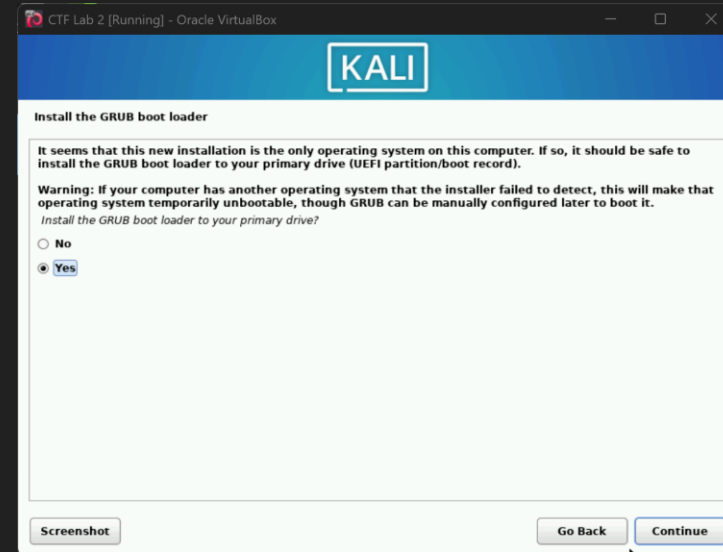 CTF Lab 2 [Running] - Oracle VirtualBox
KALI
Install the GRUB boot loader
It seems that this new installation is the only operating system on this computer. If so, it should be safe to
install the GRUB boot loader to your primary drive (UEFI partition/boot record).
Warning: If your computer has another operating system that the installer failed to detect, this will make that
operating system temporarily unbootable, though GRUB can be manually configured later to boot it.
Install the GRUB boot loader to your primary drive?
No
Yes
Screenshot
Go Back
Continue